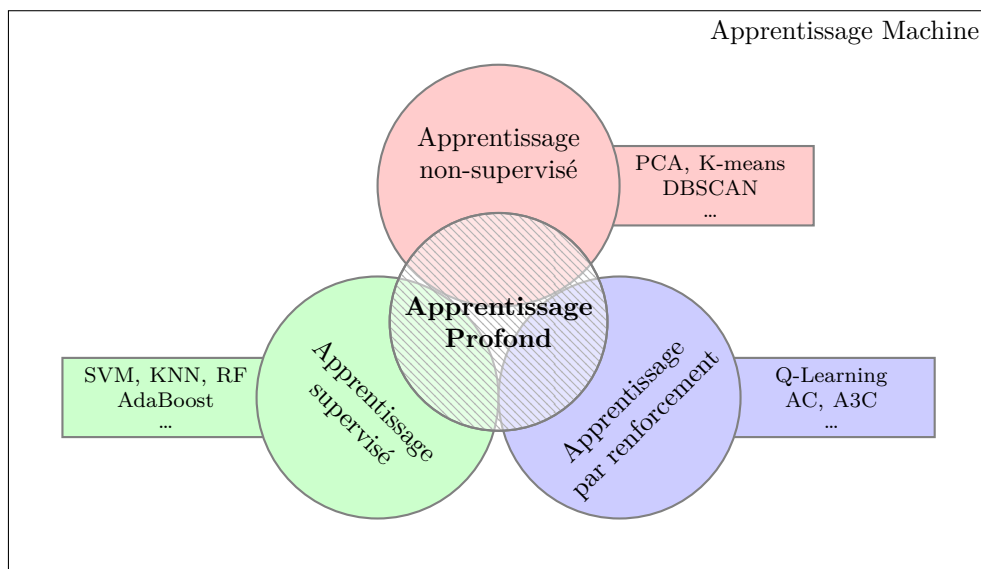 Apprentissage Machine
Apprentissage
non-supervisé
PCA, K-means
DBSCAN
...
Apprentissage
Profond
SVM, KNN, RF
AdaBoost
...
Apprentissage
supervisé
Apprentissage
par renforcement
Q-Learning
AC, A3C
...